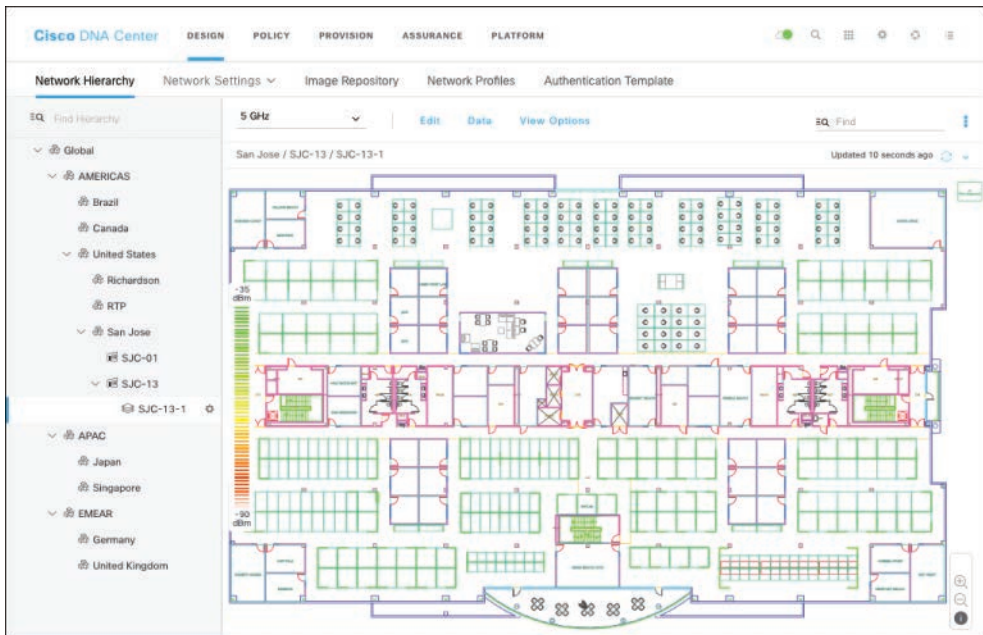 Cisco DNA Center DESIGN POLICY PROVISION ASSURANCE PLATFORM
Network Hierarchy Network Settings Image Repository Network Profiles Authentication Template
Find Hierarchy
5 GHz Edit Data View Options Find
San Jose / SJC-13 / SJC-13-1 Updated 10 seconds ago
Global
AMERICAS
Brazil
Canada
United States
Richardson
RTP
San Jose
SJC-01
SJC-13
SJC-13-1
APAC
Japan
Singapore
EMEAR
Germany
United Kingdom
-35
dBm
-90
dBm